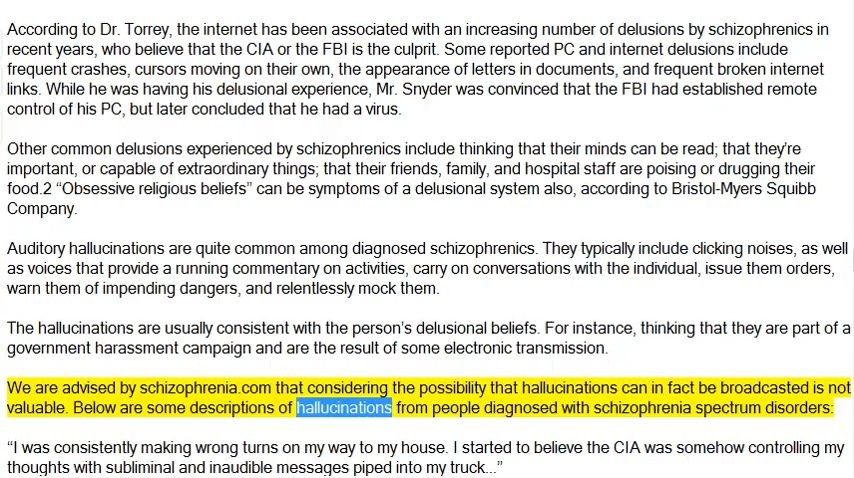 According to Dr. Torrey, the internet has been associated with an increasing number of delusions by schizophrenics in
recent years, who believe that the CIA or the FBI is the culprit. Some reported PC and internet delusions include
frequent crashes, cursors moving on their own, the appearance of letters in documents, and frequent broken internet
links. While he was having his delusional experience, Mr. Snyder was convinced that the FBI had established remote
control of his PC, but later concluded that he had a virus.
Other common delusions experienced by schizophrenics include thinking that their minds can be read; that they're
important, or capable of extraordinary things; that their friends, family, and hospital staff are poising or drugging their
food.2 “Obsessive religious beliefs” can be symptoms of a delusional system also, according to Bristol-Myers Squibb
Company.
Auditory hallucinations are quite common among diagnosed schizophrenics. They typically include clicking noises, as well
as voices that provide a running commentary on activities, carry on conversations with the individual, issue them orders,
warn them of impending dangers, and relentlessly mock them.
The hallucinations are usually consistent with the person’s delusional beliefs. For instance, thinking that they are part of a
government harassment campaign and are the result of some electronic transmission.
We are advised by schizophrenia.com that considering the possibility that hallucinations can in fact be broadcasted is not
valuable. Below are some descriptions of hallucinations from people diagnosed with schizophrenia spectrum disorders:
“I was consistently making wrong turns on my way to my house. I started to believe the CIA was somehow controlling my
thoughts with subliminal and inaudible messages piped into my truck...”